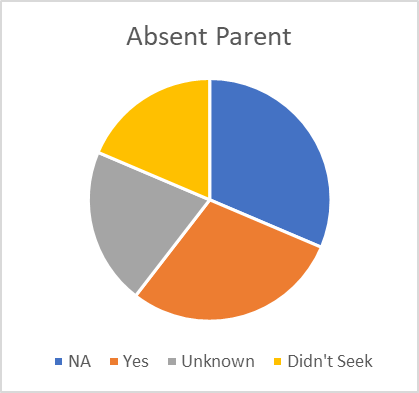 Absent Parent
NA Yes Unknown Didn't Seek